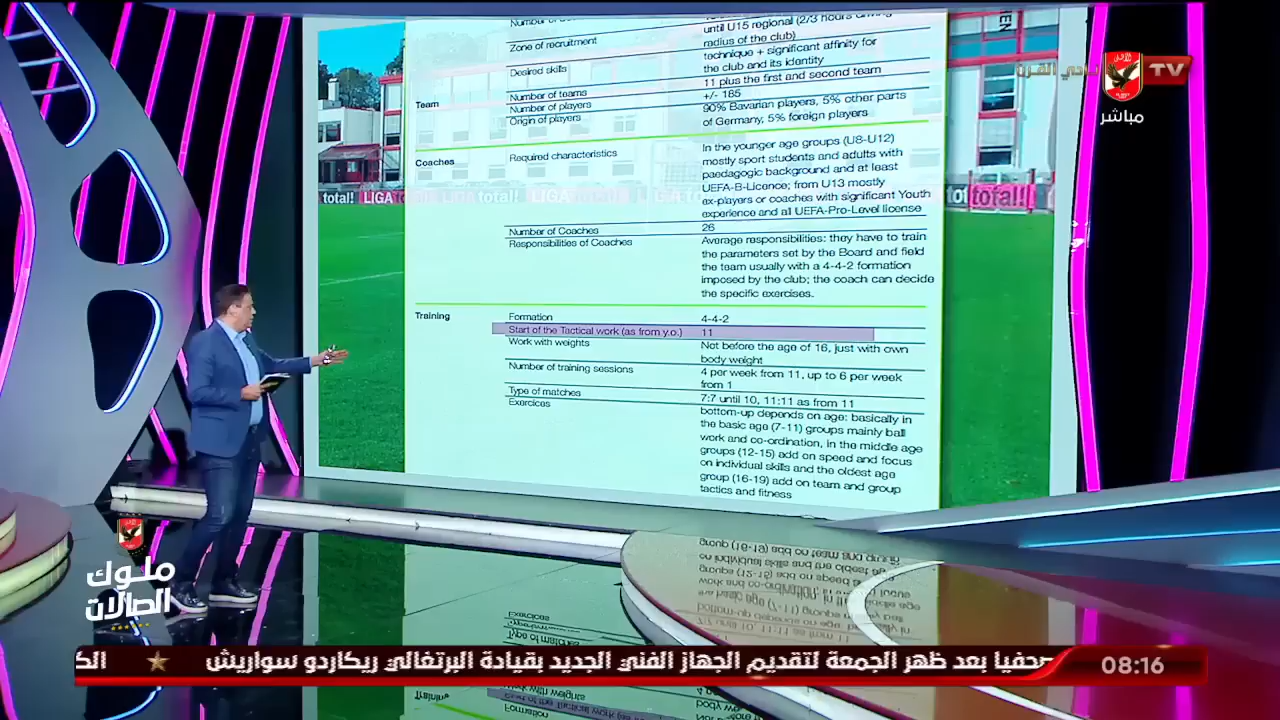 until U15 regional (2/3 hours driving
radius of the club)
Zone of recruitment
Desired skills
technique + significant affinity for
the club and its identity
Team
Number of teams
11 plus the first and second team
Number of players
+/- 185
Origin of players
90% Bavarian players, 5% other parts
of Germany, 5% foreign players
Coaches
Required characteristics
In the younger age groups (U8-U12)
mostly sport students and adults with
paedagogic background and at least
UEFA-B-Licence; from U13 mostly
ex-players or coaches with significant Youth
experience and all UEFA-Pro-Level license
Number of Coaches
26
Responsibilities of Coaches
Average responsibilities: they have to train
the parameters set by the Board and field
the team usually with a 4-4-2 formation
imposed by the club; the coach can decide
the specific exercises.
Training
Formation
4-4-2
Start of the Tactical work (as from y.o.)
11
Work with weights
Not before the age of 16, just with own
body weight
Number of training sessions
4 per week from 11, up to 6 per week
from 1
Type of matches
7:7 until 10, 11:11 as from 11
Exercices
bottom-up depends on age: basically in
the basic age (7-11) groups mainly ball
work and co-ordination, in the middle age
groups (12-15) add on speed and focus
on individual skills and the oldest age
group (16-19) add on team and group
tactics and fitness
total!
LIGA
total!
total!
TV
مباشر
ملوك
الصالات
صحفيا بعد ظهر الجمعة لتقديم الجهاز الفني الجديد بقيادة البرتغالي ريكاردو سواريش
الك
08:16